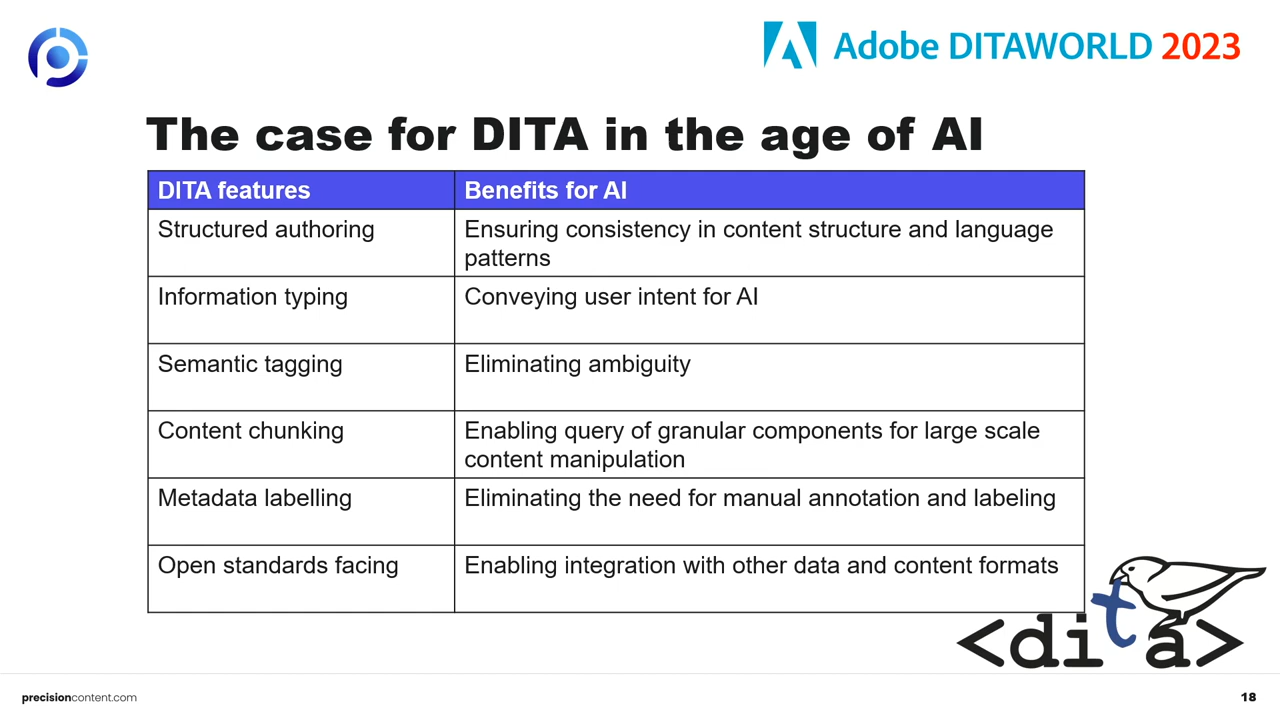 Adobe DITAWORLD 2023
The case for DITA in the age of AI
DITA features
Benefits for AI
Structured authoring
Ensuring consistency in content structure and language
patterns
Information typing
Conveying user intent for AI
Semantic tagging
Eliminating ambiguity
Content chunking
Enabling query of granular components for large scale
content manipulation
Metadata labelling
Eliminating the need for manual annotation and labeling
Open standards facing
Enabling integration with other data and content formats
<dita>
precisioncontent.com
18